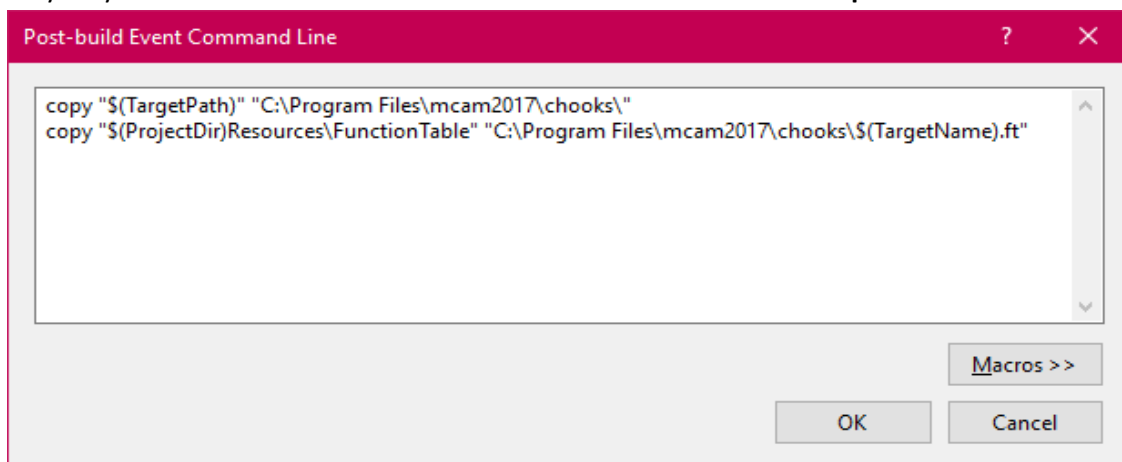 Post-build Event Command Line ? ×
copy "$(TargetPath)" "C:\Program Files\mcam2017\chooks\"
copy "$(ProjectDir)Resources\FunctionTable" "C:\Program Files\mcam2017\chooks\$(TargetName).ft"
Macros >>
OK Cancel